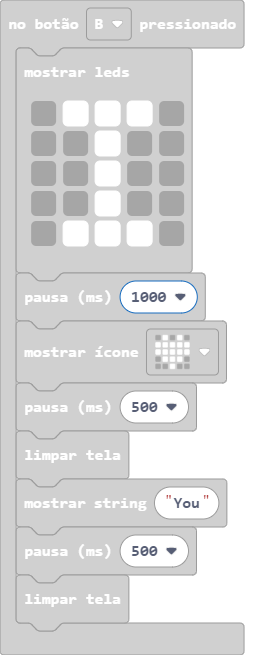 no botão B pressionado
mostrar leds
pausa (ms) 1000
mostrar ícone
pausa (ms) 500
limpar tela
mostrar string "You"
pausa (ms) 500
limpar tela